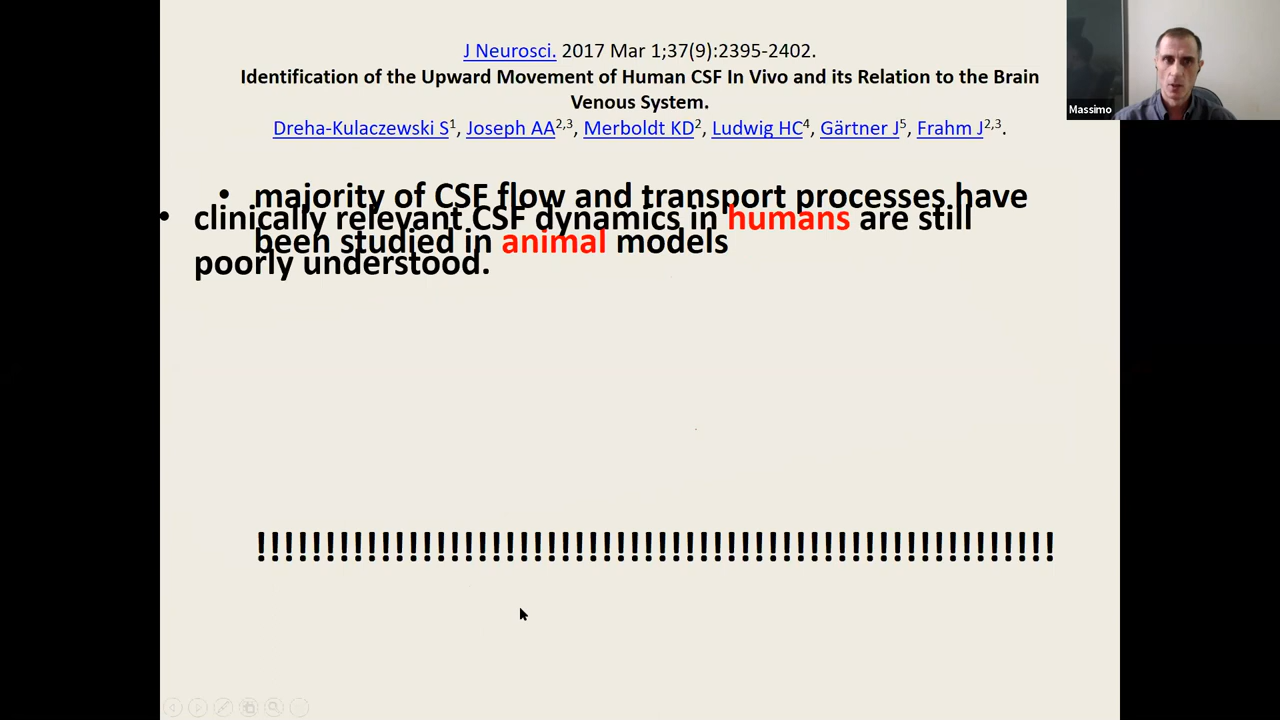 J Neurosci. 2017 Mar 1;37(9):2395-2402.
Identification of the Upward Movement of Human CSF In Vivo and its Relation to the Brain
Venous System.
Dreha-Kulaczewski S1, Joseph AA2,3, Merboldt KD2, Ludwig HC4, Gärtner J5, Frahm J2,3.
Massimo
• majority of CSF flow and transport processes have
been studied in animal models
• clinically relevant CSF dynamics in humans are still
poorly understood.
!!!!!!!!!!!!!!!!!!!!!!!!!!!!!!!!!!!!!!!!!!!!!!!!!!!!!!!!!!